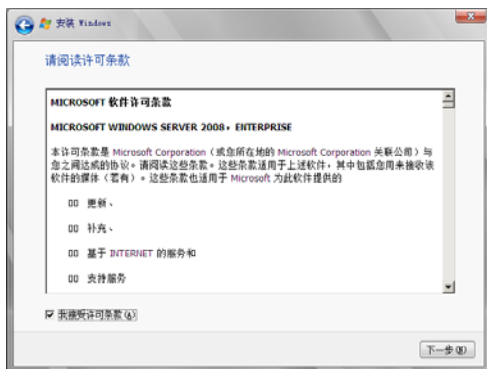 安装 Windows
请阅读许可条款
MICROSOFT 软件许可条款
MICROSOFT WINDOWS SERVER 2008, ENTERPRISE
本许可条款是 Microsoft Corporation（或您所在地的 Microsoft Corporation 关联公司）与
您之间达成的协议。请阅读这些条款。这些条款适用于上述软件，其中包括您用来接收该
软件的媒体（若有）。这些条款也适用于 Microsoft 为此软件提供的
更新、
补充、
基于 INTERNET 的服务和
支持服务
我接受许可条款(A)
下一步(N)